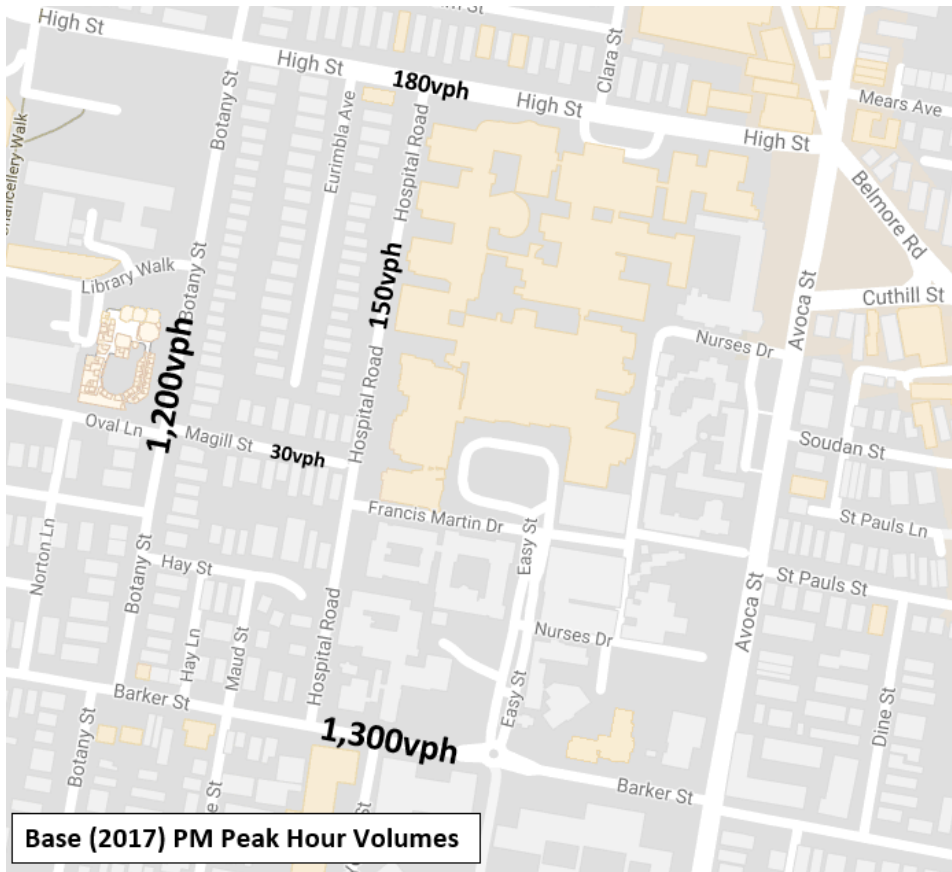 High St
High St
180vph
High St
High St
Clara St
Mears Ave
Belmore Rd
Cuthill St
Botany St
Eurimbla Ave
Hospital Road
Chancellery Walk
Library Walk
Botany St
150vph
Avoca St
Nurses Dr
1,200vph
Hospital Road
Oval Ln
Magill St
30vph
Soudan St
Francis Martin Dr
Easy St
St Pauls Ln
Norton Ln
Botany St
Hay St
St Pauls St
Avoca St
Hospital Road
Hay Ln
Maud St
Nurses Dr
Easy St
Barker St
1,300vph
Botany St
Dine St
Barker St
Base (2017) PM Peak Hour Volumes